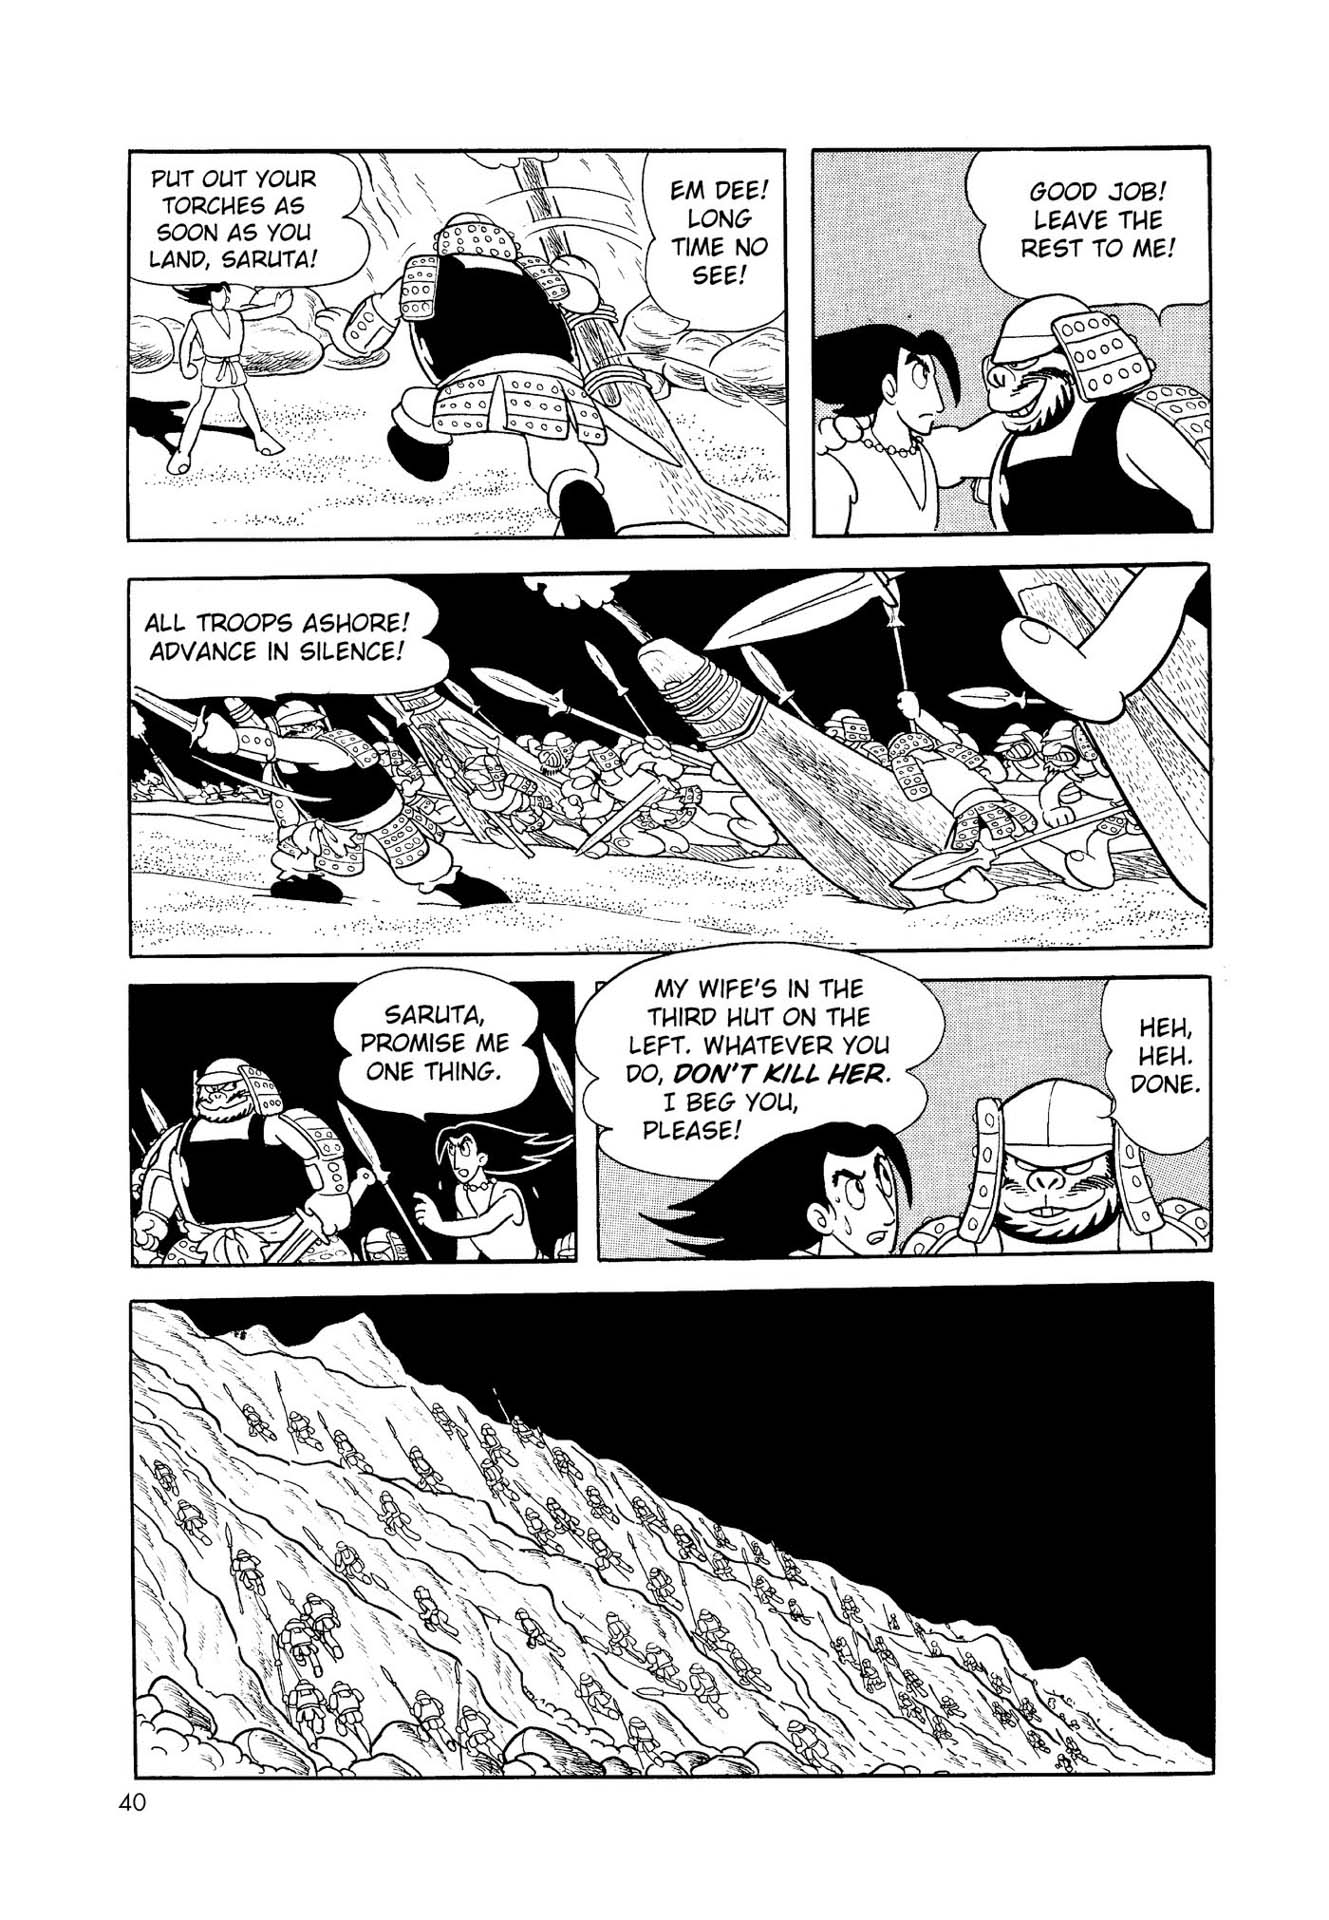 PUT OUT YOUR
TORCHES AS
SOON AS YOU
LAND, SARUTA!
EM DEE!
LONG
TIME NO
SEE!
GOOD JOB!
LEAVE THE
REST TO ME!
ALL TROOPS ASHORE!
ADVANCE IN SILENCE!
SARUTA,
PROMISE ME
ONE THING.
MY WIFE'S IN THE
THIRD HUT ON THE
LEFT. WHATEVER YOU
DO, DON'T KILL HER.
I BEG YOU,
PLEASE!
HEH,
HEH.
DONE.
40